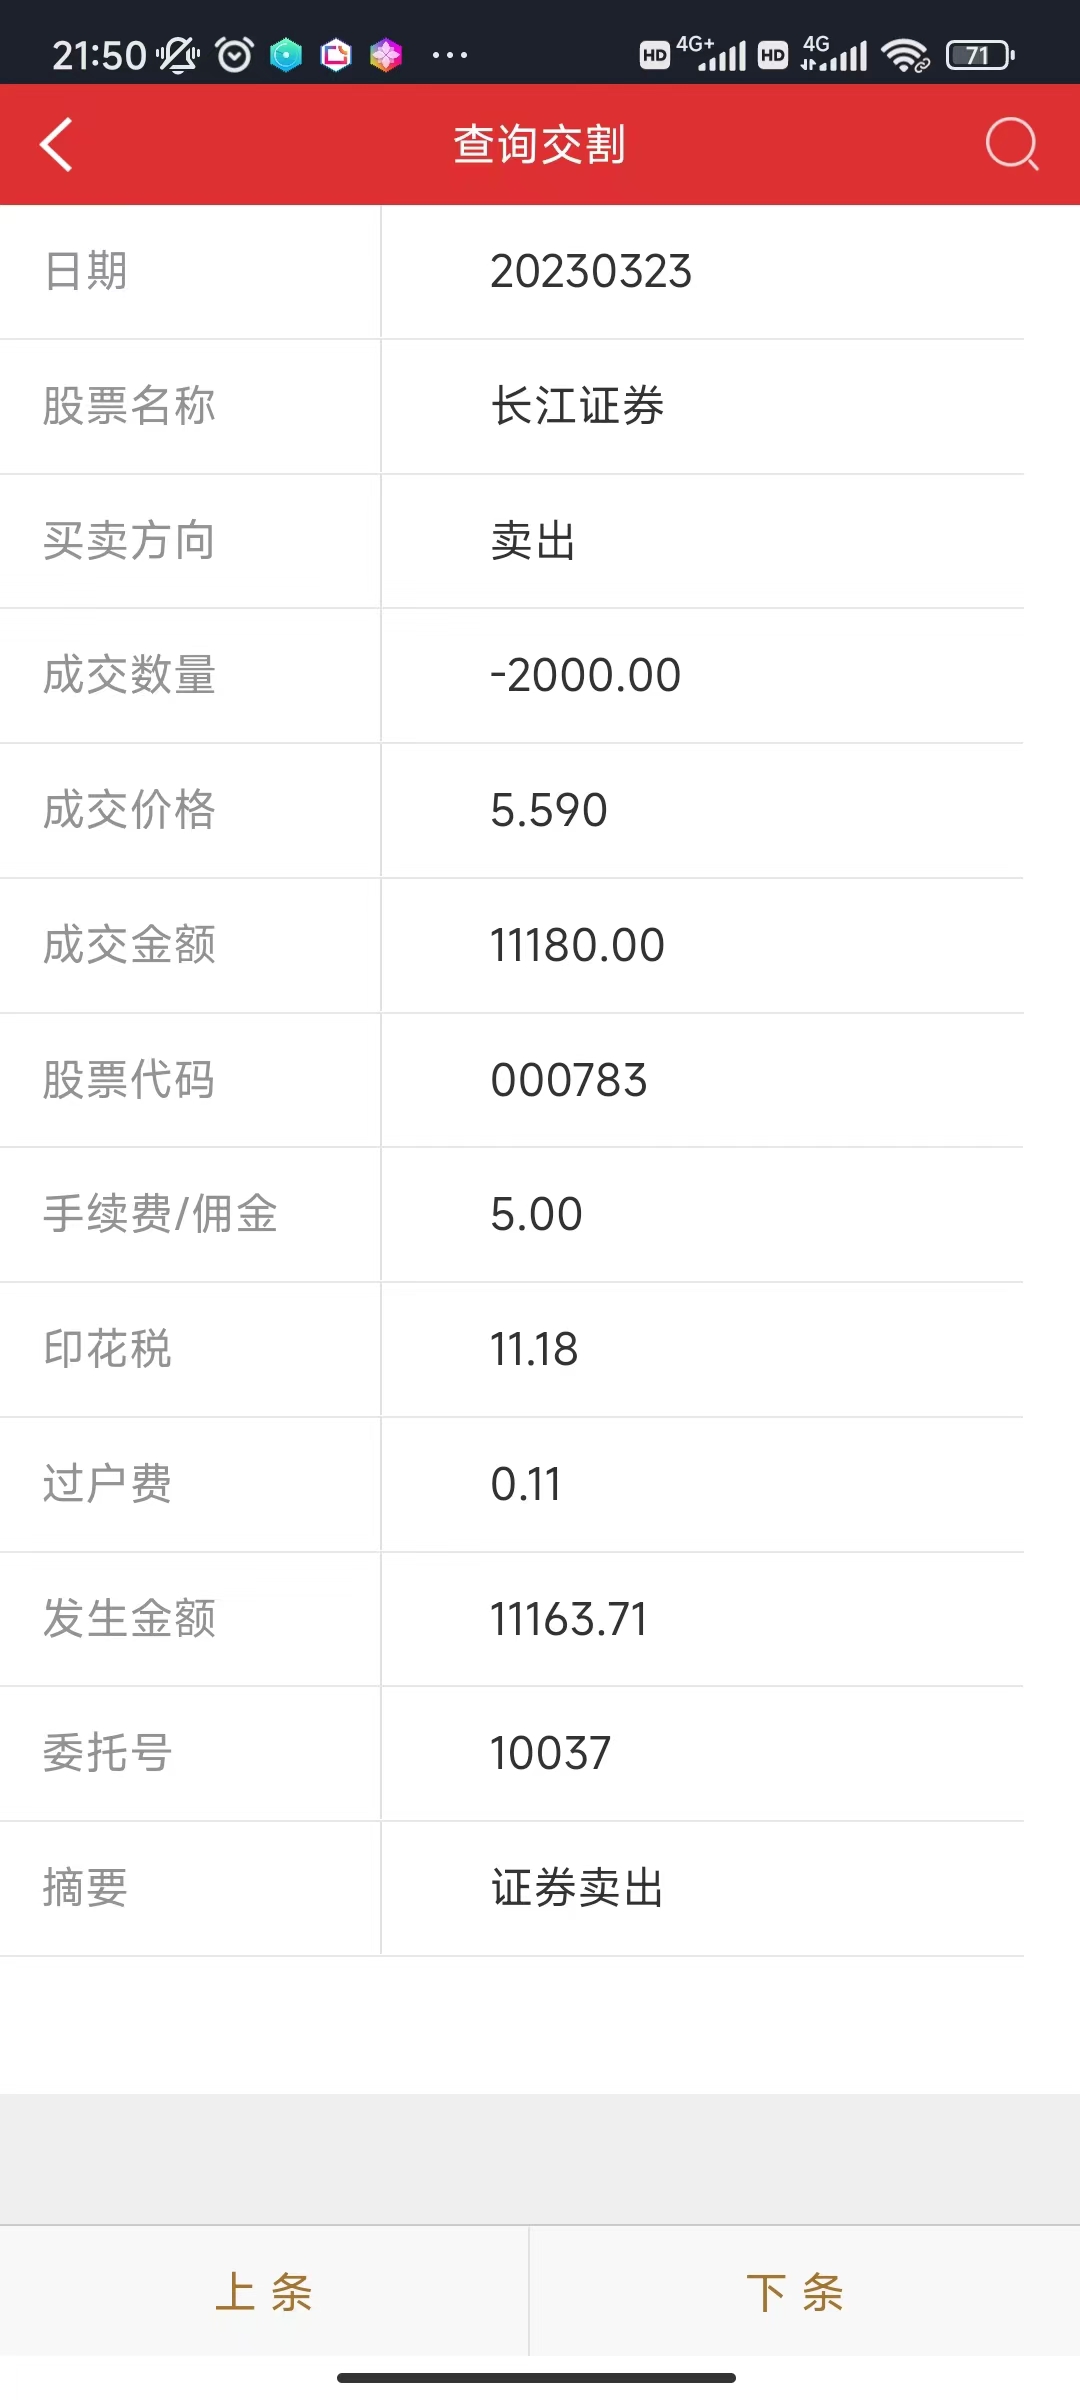 21:50 HD 4G+ HD 4G 71
查询交割
日期 20230323
股票名称 长江证券
买卖方向 卖出
成交数量 -2000.00
成交价格 5.590
成交金额 11180.00
股票代码 000783
手续费/佣金 5.00
印花税 11.18
过户费 0.11
发生金额 11163.71
委托号 10037
摘要 证券卖出
上条 下条